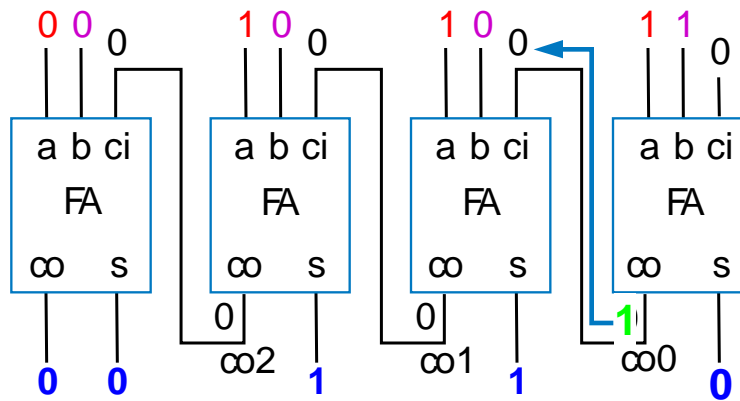 0 0 0 1 0 0 1 0 0 1 1 0
a b ci a b ci a b ci a b ci
FA FA FA FA
co s co s co s co s
0 0 1
co2 co1 co0
0 0 1 1 0